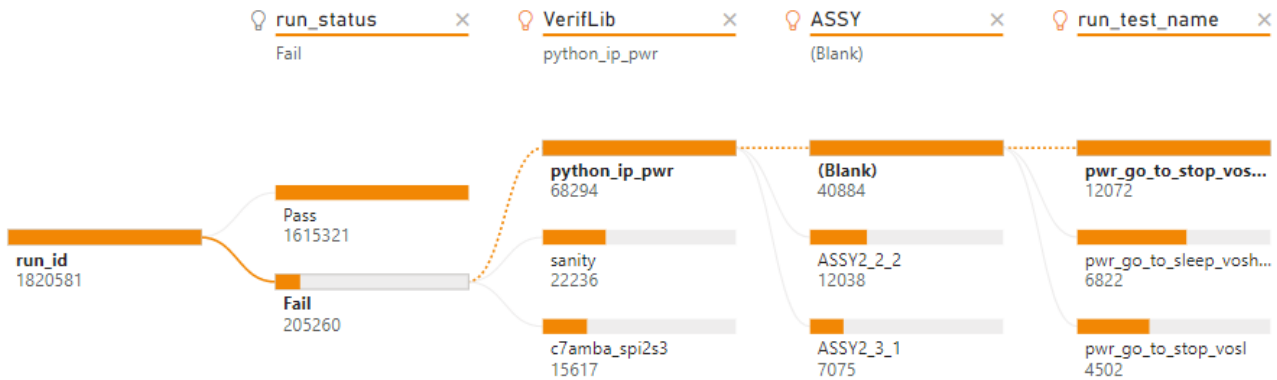 run_status
Fail
VerifLib
python_ip_pwr
ASSY
(Blank)
run_test_name
run_id
1820581
Pass
1615321
Fail
205260
python_ip_pwr
68294
sanity
22236
c7amba_spi2s3
15617
(Blank)
40884
ASSY2_2_2
12038
ASSY2_3_1
7075
pwr_go_to_stop_vos...
12072
pwr_go_to_sleep_vosh...
6822
pwr_go_to_stop_vosl
4502